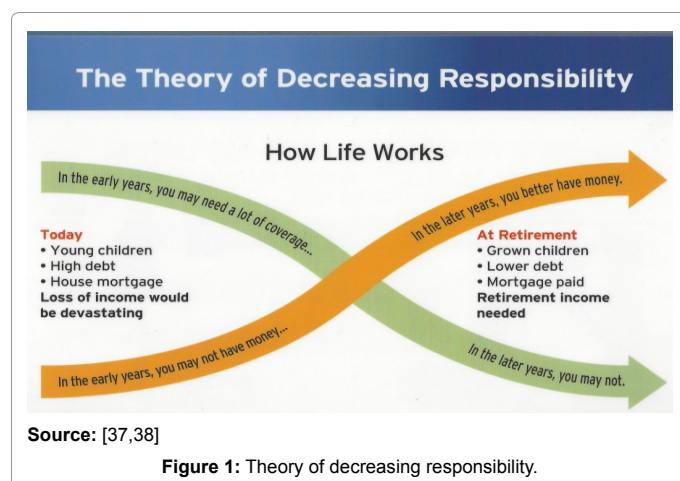 The Theory of Decreasing Responsibility
How Life Works
In the early years, you may need a lot of coverage...
In the later years, you better have money.
Today
• Young children
• High debt
• House mortgage
Loss of income would
be devastating
At Retirement
• Grown children
• Lower debt
• Mortgage paid
Retirement income
needed
In the early years, you may not have money...
In the later years, you may not.
Source: [37,38]
Figure 1: Theory of decreasing responsibility.